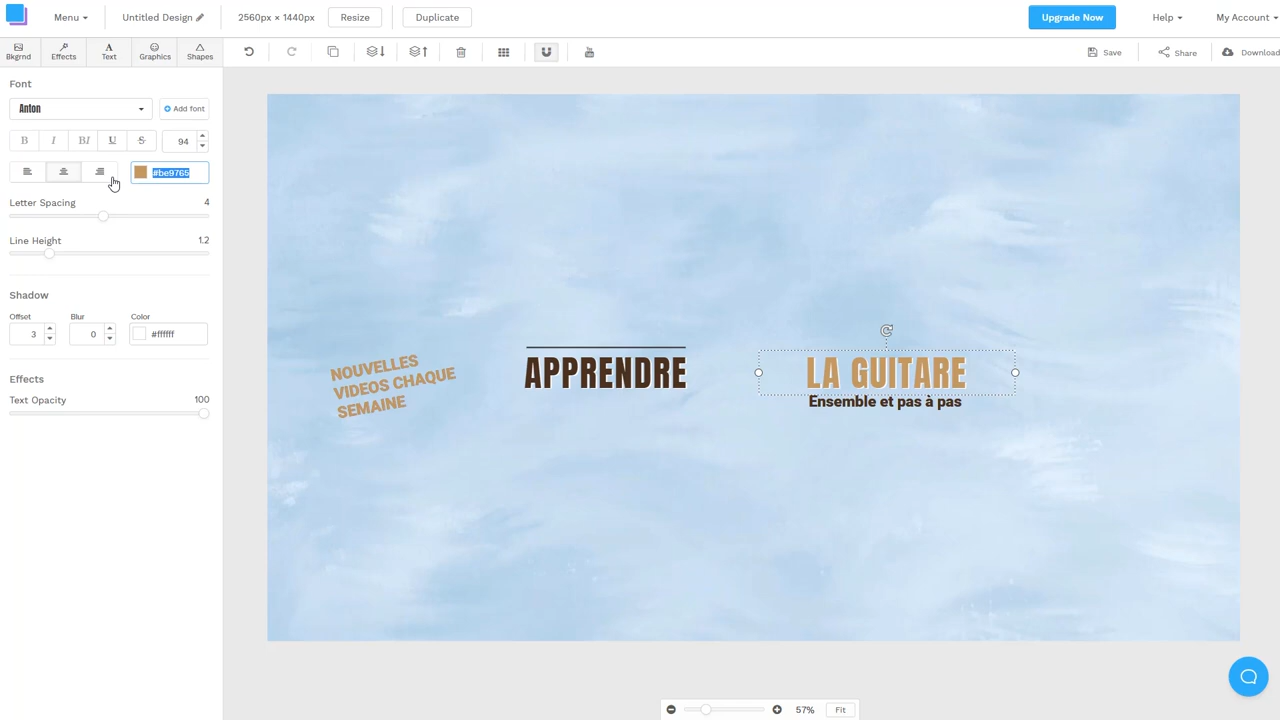 Menu
Untitled Design
2560px × 1440px
Resize
Duplicate
Upgrade Now
Help
My Account
Bkgrnd
Effects
Text
Graphics
Shapes
Save
Share
Download
Font
Anton
Add font
B
I
BI
U
S
94
#be9765
Letter Spacing
4
Line Height
1.2
Shadow
Offset
Blur
Color
3
0
#ffffff
Effects
Text Opacity
100
NOUVELLES
VIDEOS CHAQUE
SEMAINE
APPRENDRE
LA GUITARE
Ensemble et pas à pas
57%
Fit